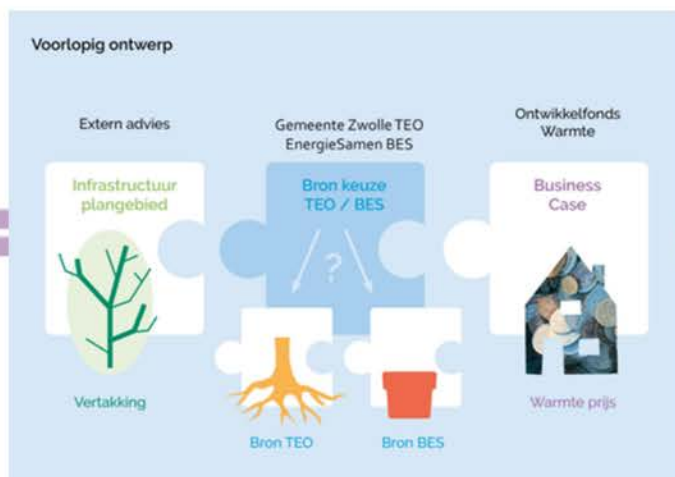 Voorlopig ontwerp
Extern advies
Gemeente Zwolle TEO
EnergieSamen BES
Ontwikkelfonds
Warmte
Infrastructuur
plangebied
Bron keuze
TEO / BES
Business
Case
?
Vertakking
Bron TEO
Bron BES
Warmte prijs